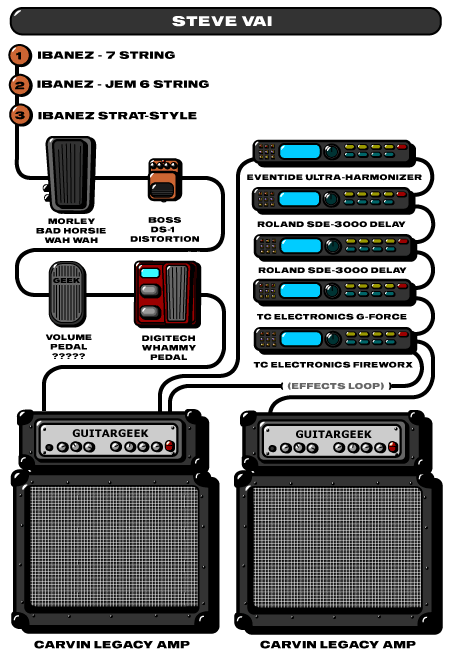 STEVE VAI
1 IBANEZ - 7 STRING
2 IBANEZ - JEM 6 STRING
3 IBANEZ STRAT-STYLE
MORLEY
BAD HORSIE
WAH WAH
BOSS
DS-1
DISTORTION
EVENTIDE ULTRA-HARMONIZER
ROLAND SDE-3000 DELAY
ROLAND SDE-3000 DELAY
TC ELECTRONICS G-FORCE
TC ELECTRONICS FIREWORX
GEEK
VOLUME
PEDAL
?????
DIGITECH
WHAMMY
PEDAL
(EFFECTS LOOP)
GUITARGEEK
GUITARGEEK
CARVIN LEGACY AMP
CARVIN LEGACY AMP